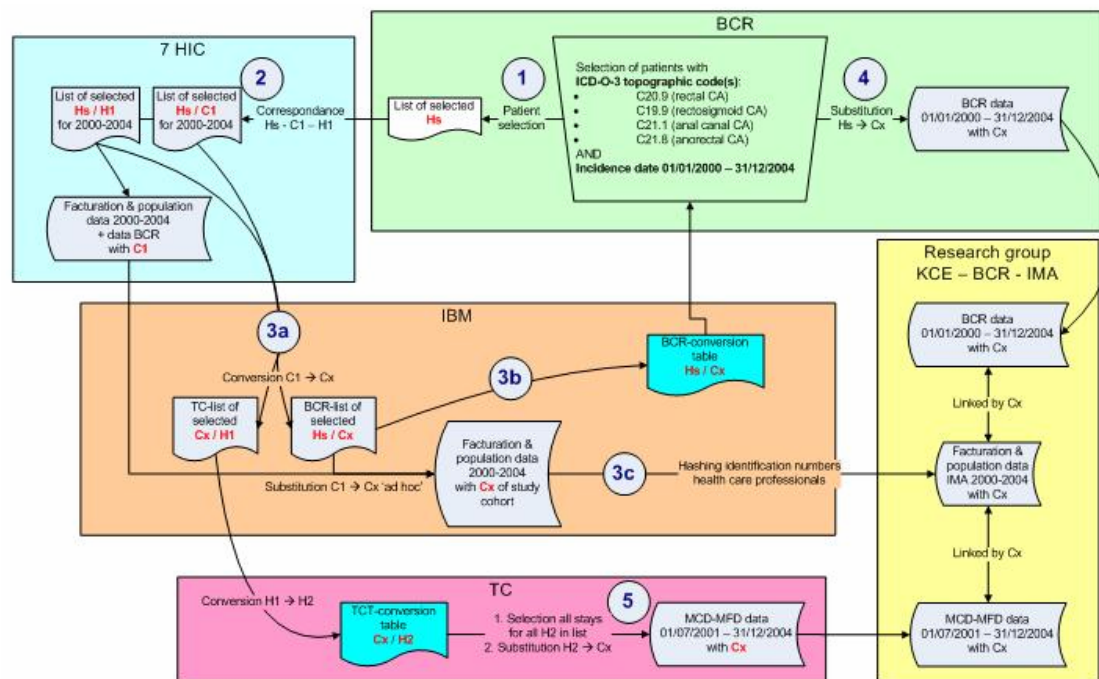 7 HIC
2
List of selected
Hs / H1
for 2000-2004
List of selected
Hs / C1
for 2000-2004
Correspondance
Hs - C1 – H1
Facturation & population
data 2000-2004
+ data BCR
with C1
BCR
1
Patient
selection
List of selected
Hs
Selection of patients with
ICD-O-3 topographic code(s):
• C20.9 (rectal CA)
• C19.9 (rectosigmoid CA)
• C21.1 (anal canal CA)
• C21.8 (anorectal CA)
AND
Incidence date 01/01/2000 – 31/12/2004
4
Substitution
Hs → Cx
BCR data
01/01/2000 – 31/12/2004
with Cx
IBM
3a
Conversion C1 → Cx
TC-list of
selected
Cx / H1
BCR-list of
selected
Hs / Cx
3b
BCR-conversion
table
Hs / Cx
Substitution C1 → Cx 'ad hoc'
Facturation &
population data
2000-2004
with Cx of study
cohort
3c
Hashing identification numbers
health care professionals
TC
Conversion H1 → H2
TCT-conversion
table
Cx / H2
5
1. Selection all stays
for all H2 in list
2. Substitution H2 → Cx
MCD-MFD data
01/07/2001 – 31/12/2004
with Cx
Research group
KCE – BCR - IMA
BCR data
01/01/2000 – 31/12/2004
with Cx
Linked by Cx
Facturation &
population data
IMA 2000-2004
with Cx
Linked by Cx
MCD-MFD data
01/07/2001 – 31/12/2004
with Cx